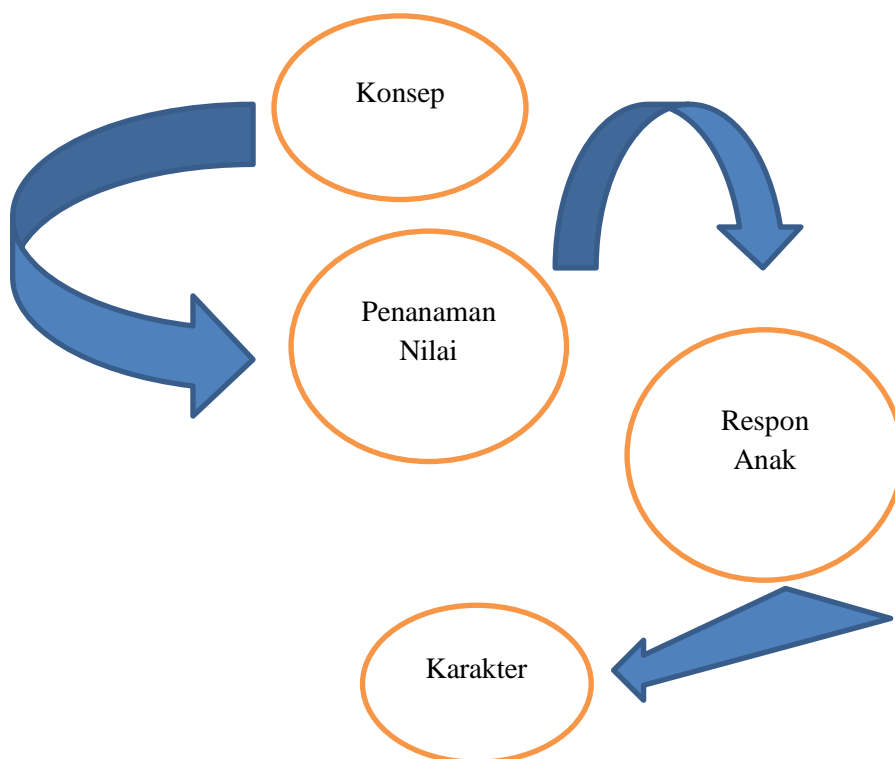 Konsep
Penanaman
Nilai
Respon
Anak
Karakter